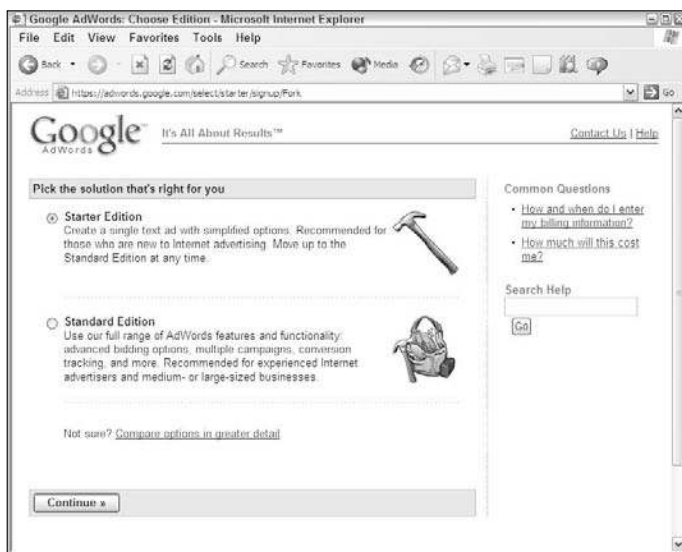 Google AdWords: Choose Edition - Microsoft Internet Explorer
File Edit View Favorites Tools Help
Back Search Favorites Media
Address https://adwords.google.com/select/starter/signup/Fork Go
Google™
AdWords
It's All About Results™
Contact Us | Help
Pick the solution that's right for you
Starter Edition
Create a single text ad with simplified options. Recommended for
those who are new to Internet advertising. Move up to the
Standard Edition at any time.
Standard Edition
Use our full range of AdWords features and functionality:
advanced bidding options, multiple campaigns, conversion
tracking, and more. Recommended for experienced Internet
advertisers and medium- or large-sized businesses.
Not sure? Compare options in greater detail
Continue »
Common Questions
• How and when do I enter
my billing information?
• How much will this cost
me?
Search Help
Go